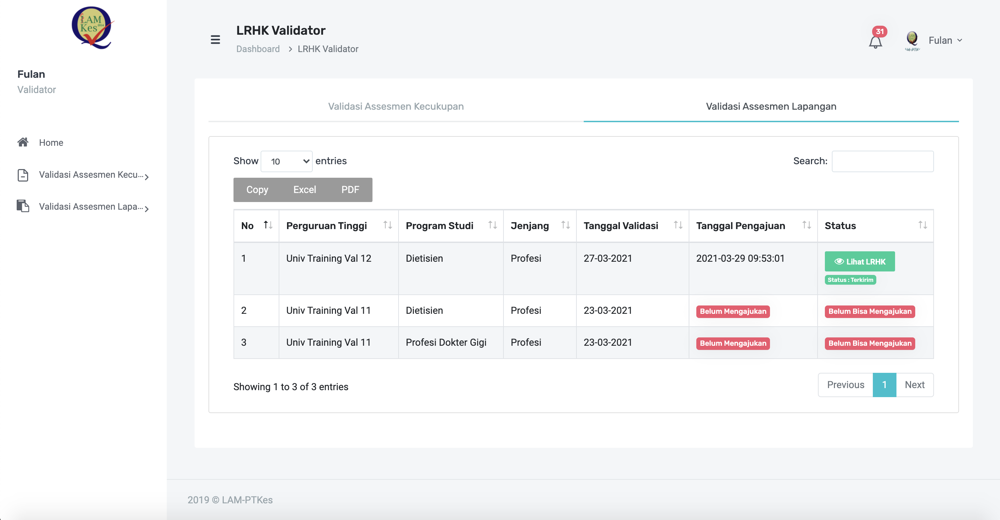 LAM
Kes 2014
Fulan
Validator
Home
Validasi Assesmen Kecu...
Validasi Assesmen Lapa...
LRHK Validator
Dashboard > LRHK Validator
31
Fulan
Validasi Assesmen Kecukupan
Validasi Assesmen Lapangan
Show 10 entries
Search:
Copy Excel PDF
No Perguruan Tinggi Program Studi Jenjang Tanggal Validasi Tanggal Pengajuan Status
1 Univ Training Val 12 Dietisien Profesi 27-03-2021 2021-03-29 09:53:01 Lihat LRHK
Status : Terkirim
2 Univ Training Val 11 Dietisien Profesi 23-03-2021 Belum Mengajukan Belum Bisa Mengajukan
3 Univ Training Val 11 Profesi Dokter Gigi Profesi 23-03-2021 Belum Mengajukan Belum Bisa Mengajukan
Showing 1 to 3 of 3 entries
Previous 1 Next
2019 © LAM-PTKes